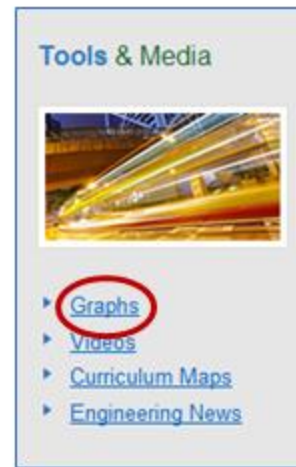 Tools & Media
Graphs
Videos
Curriculum Maps
Engineering News